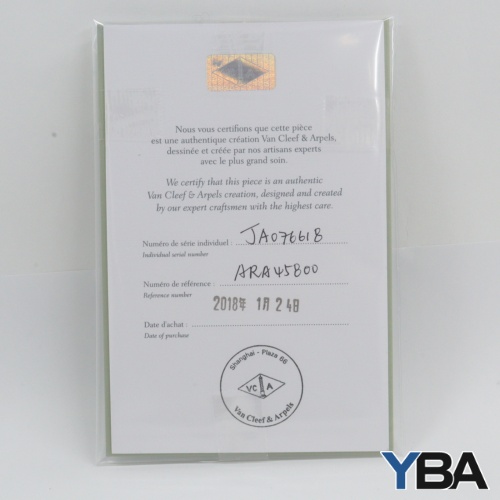 Nous vous certifions que cette pièce
est une authentique création Van Cleef & Arpels,
dessinée et créée par nos artisans experts
avec le plus grand soin.
We certify that this piece is an authentic
Van Cleef & Arpels creation, designed and created
by our expert craftsmen with the highest care.
Numéro de série individuel : JA076618
Individual serial number
Numéro de référence : ARA45800
Reference number
2018年 1月 24日
Date d'achat :
Date of purchase
Shanghai - Plaza 66
VC A
Van Cleef & Arpels
YBA